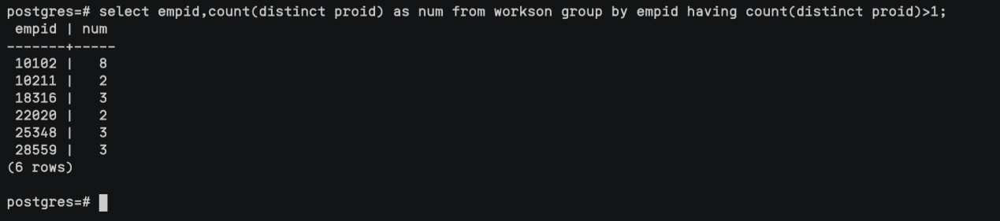 postgres=# select empid,count(distinct proid) as num from workson group by empid having count(distinct proid)>1;
 empid | num
-------+-----
 10102 |   8
 10211 |   2
 18316 |   3
 22020 |   2
 25348 |   3
 28559 |   3
(6 rows)

postgres=#